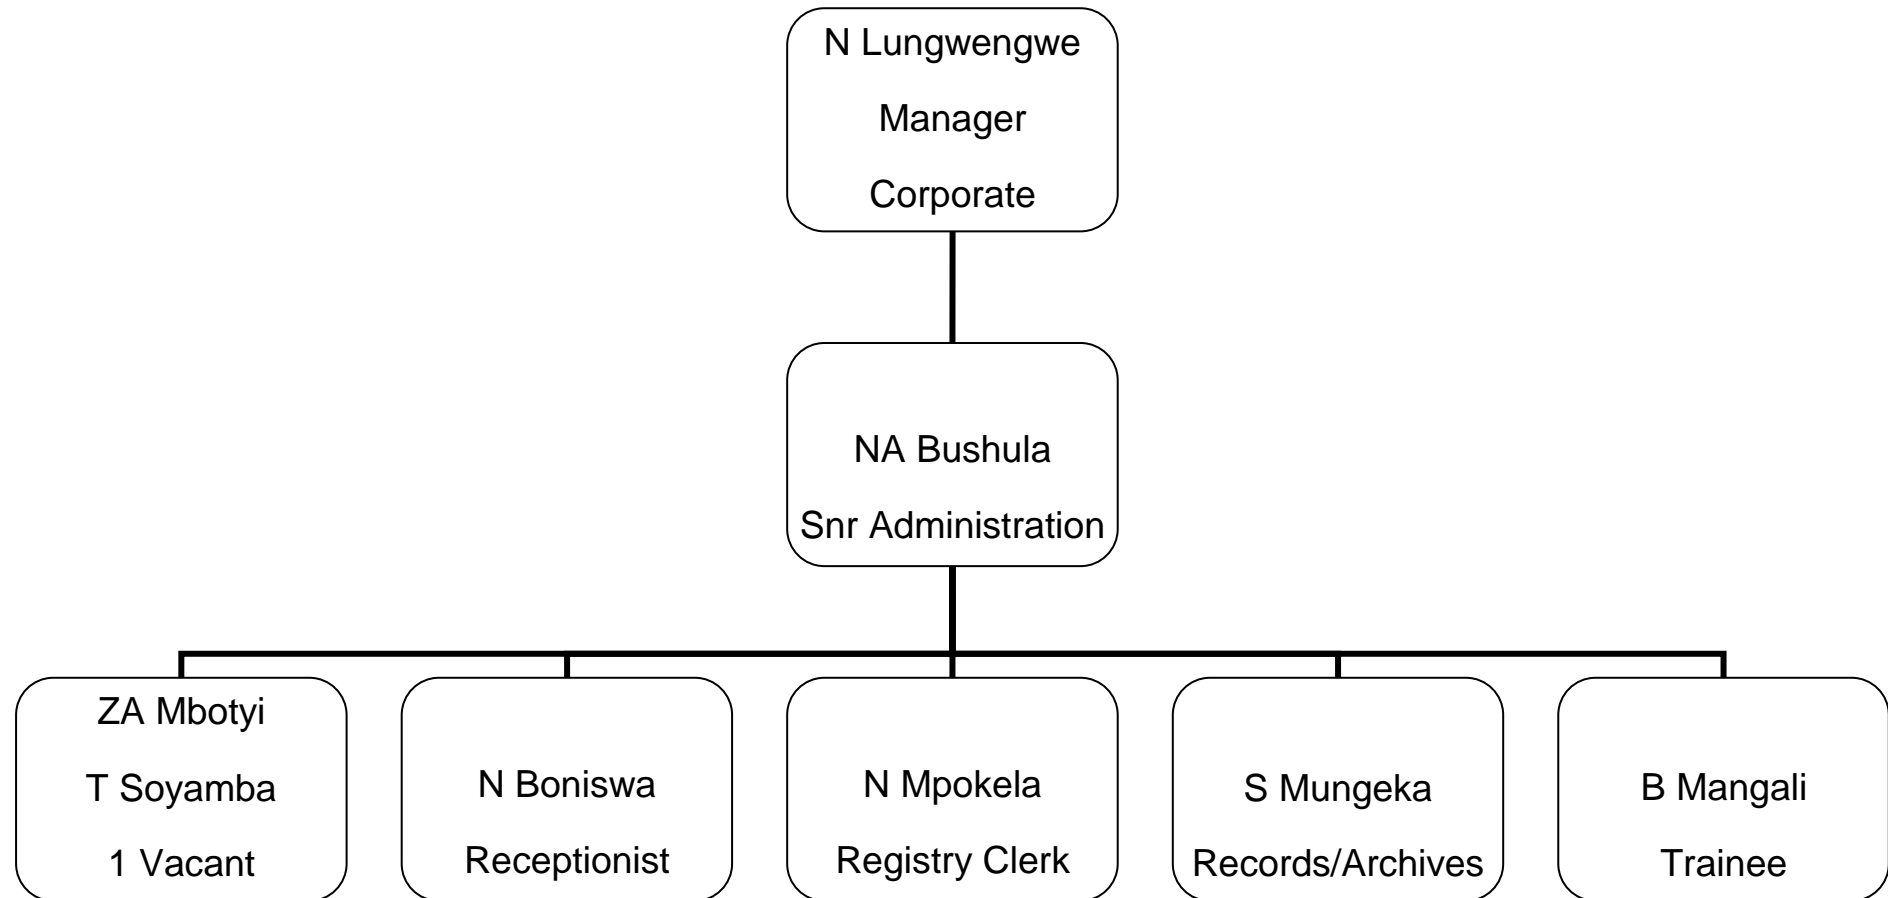 N Lungwengwe
Manager
Corporate
NA Bushula
Snr Administration
ZA Mbotyi
T Soyamba
1 Vacant
N Boniswa
Receptionist
N Mpokela
Registry Clerk
S Mungeka
Records/Archives
B Mangali
Trainee